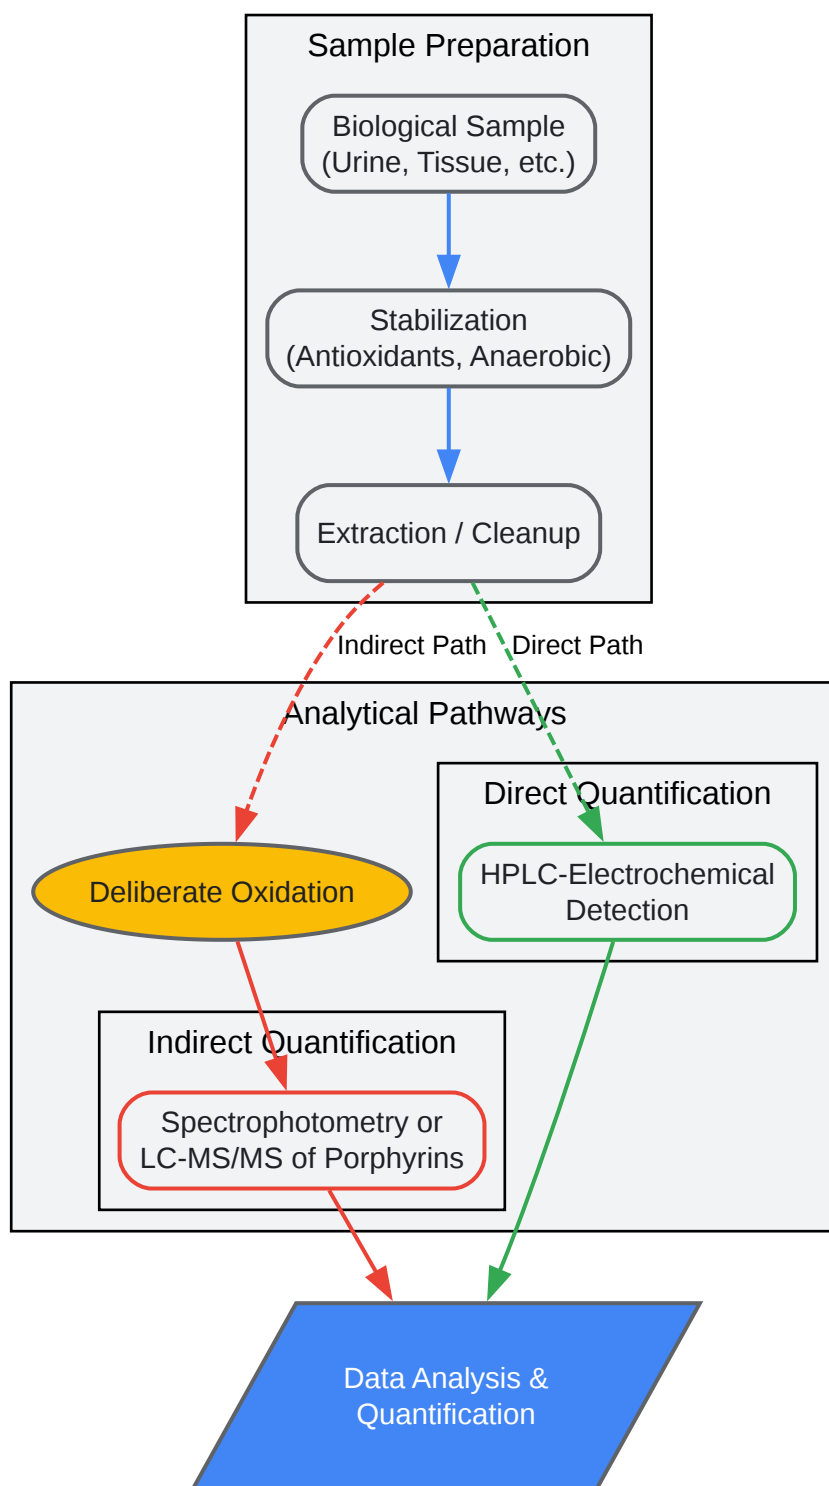 Sample Preparation
Biological Sample
(Urine, Tissue, etc.)
Stabilization
(Antioxidants, Anaerobic)
Extraction / Cleanup
Indirect Path
Direct Path
Analytical Pathways
Direct Quantification
Deliberate Oxidation
HPLC-Electrochemical
Detection
Indirect Quantification
Spectrophotometry or
LC-MS/MS of Porphyrins
Data Analysis &
Quantification